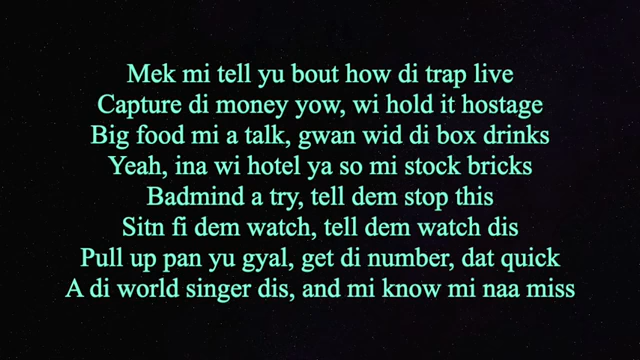 Mek mi tell yu bout how di trap live
Capture di money yow, wi hold it hostage
Big food mi a talk, gwan wid di box drinks
Yeah, ina wi hotel ya so mi stock bricks
Badmind a try, tell dem stop this
Sitn fi dem watch, tell dem watch dis
Pull up pan yu gyal, get di number, dat quick
A di world singer dis, and mi know mi naa miss